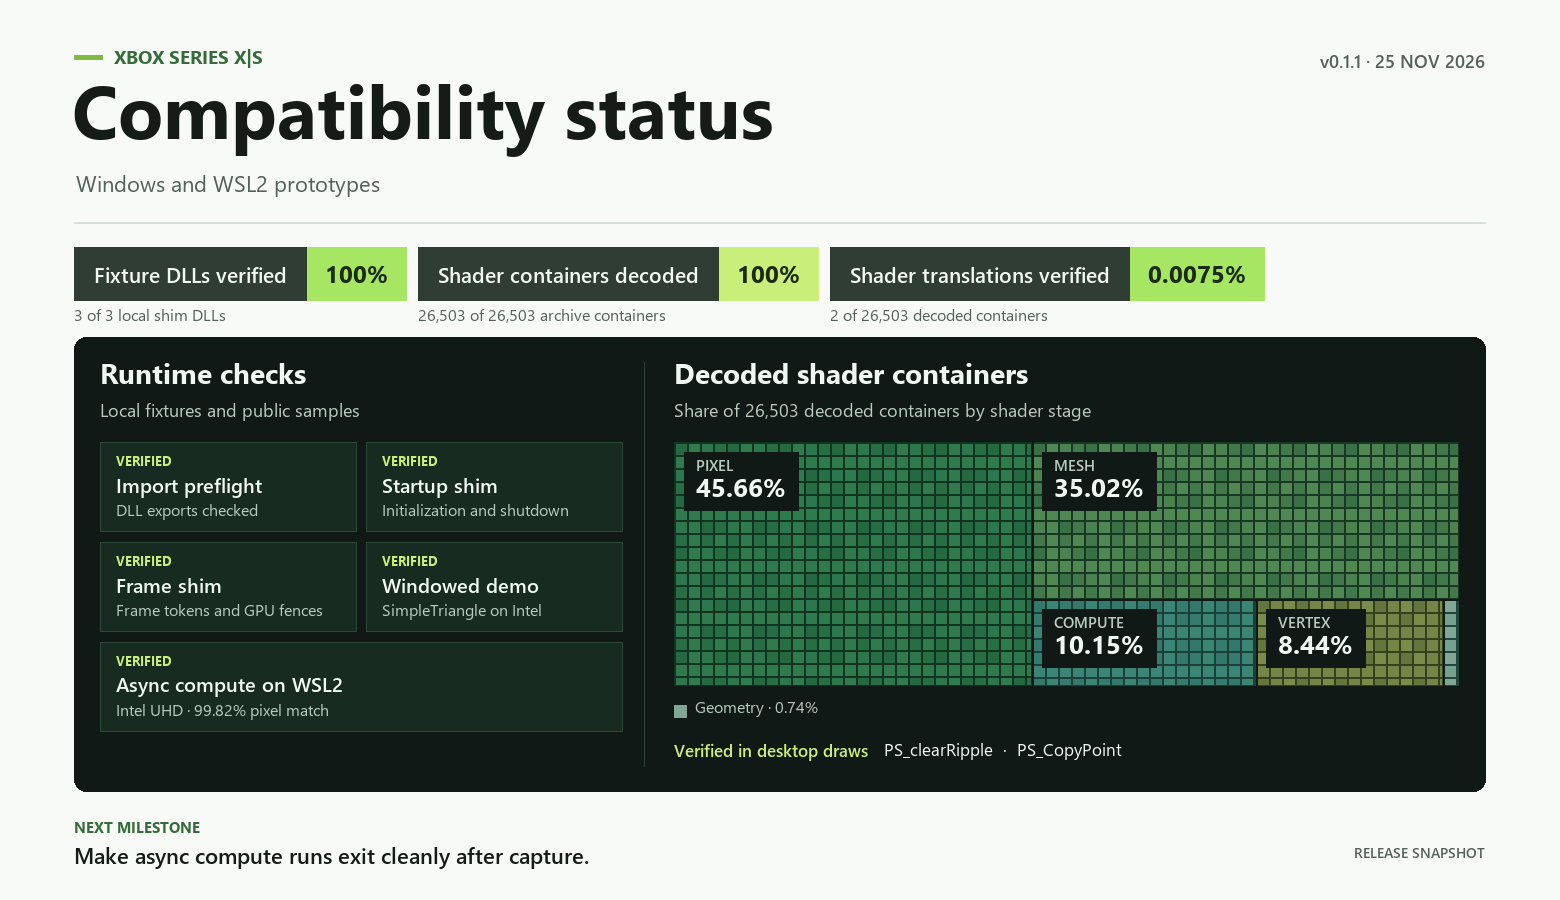 XBOX SERIES X|S
v0.1.1 · 25 NOV 2026
Compatibility status
Windows and WSL2 prototypes
Fixture DLLs verified 100%
3 of 3 local shim DLLs
Shader containers decoded 100%
26,503 of 26,503 archive containers
Shader translations verified 0.0075%
2 of 26,503 decoded containers
Runtime checks
Local fixtures and public samples
VERIFIED
Import preflight
DLL exports checked
VERIFIED
Startup shim
Initialization and shutdown
VERIFIED
Frame shim
Frame tokens and GPU fences
VERIFIED
Windowed demo
SimpleTriangle on Intel
VERIFIED
Async compute on WSL2
Intel UHD · 99.82% pixel match
Decoded shader containers
Share of 26,503 decoded containers by shader stage
PIXEL
45.66%
MESH
35.02%
COMPUTE
10.15%
VERTEX
8.44%
Geometry · 0.74%
Verified in desktop draws PS_clearRipple · PS_CopyPoint
NEXT MILESTONE
Make async compute runs exit cleanly after capture.
RELEASE SNAPSHOT